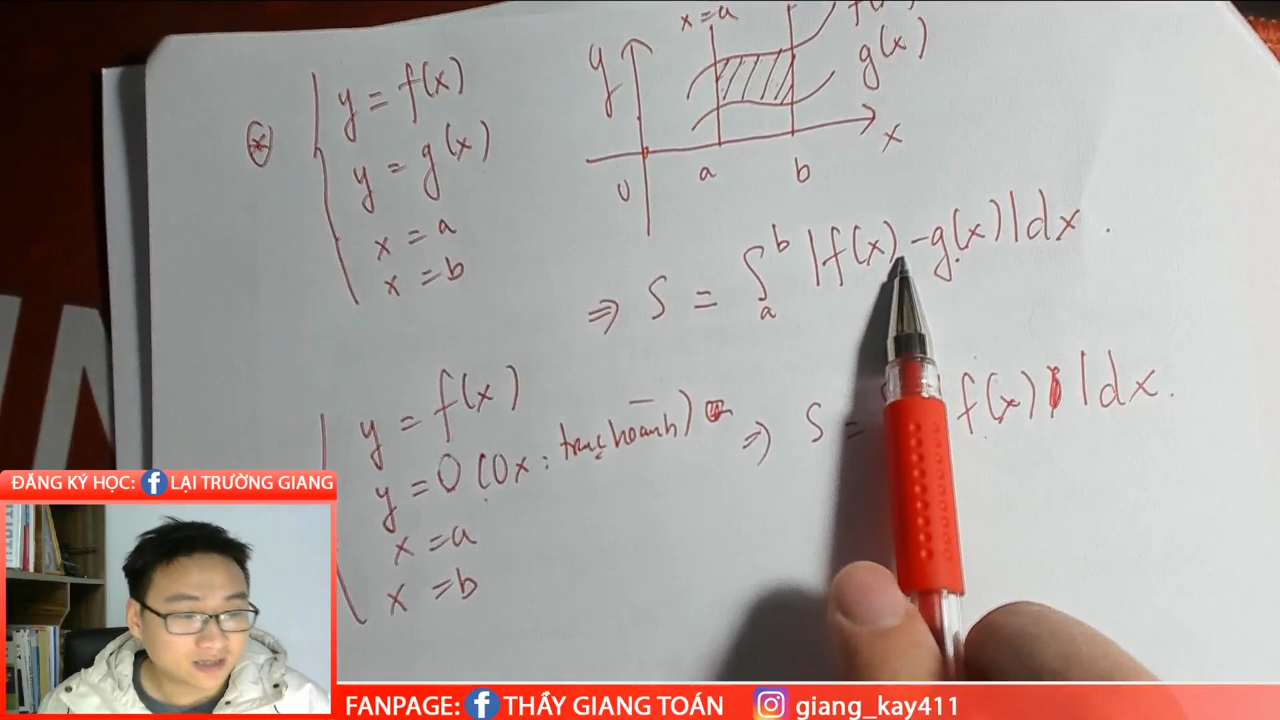 x=a
y
g(x)
x
0 a b
⊛ y = f(x)
y = g(x)
x = a
x = b
⇒ S = ∫ₐᵇ |f(x) - g(x)|dx.
y = f(x)
y = 0 (Ox: trục hoành) ⇒ S = f(x) | dx.
x = a
x = b
ĐĂNG KÝ HỌC: LẠI TRƯỜNG GIANG
FANPAGE: THẦY GIANG TOÁN giang_kay411